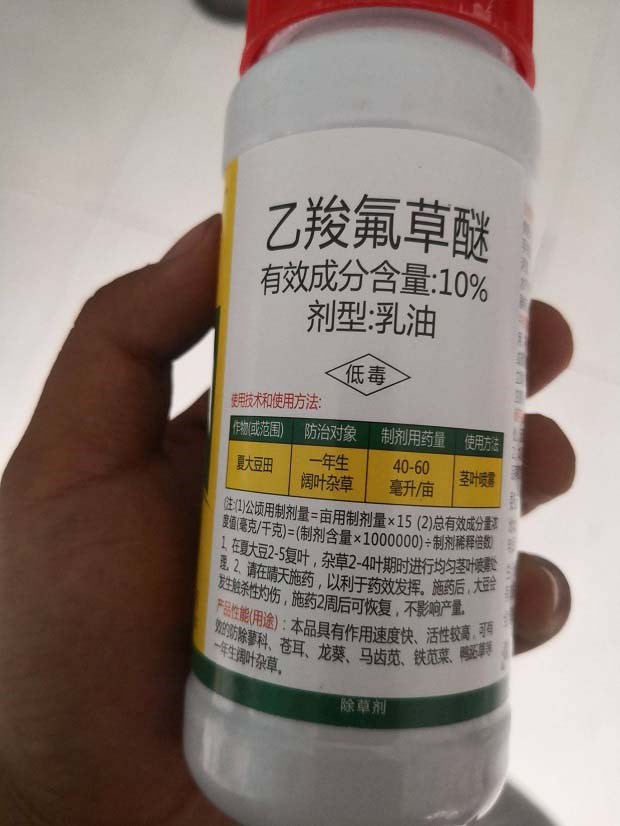 乙羧氟草醚
有效成分含量:10%
剂型:乳油
低毒
使用技术和使用方法:
作物(或范围) 防治对象 制剂用药量 使用方法
夏大豆田 一年生阔叶杂草 40-60毫升/亩 茎叶喷雾
(注:(1)公顷用制剂量=亩用制剂量×15 (2)总有效成分量浓
度值(毫克/千克)=(制剂含量×1000000)÷制剂稀释倍数)
1、在夏大豆2-5复叶，杂草2-4叶期时进行均匀茎叶喷雾处
理。2、请在晴天施药，以利于药效发挥。施药后，大豆会
发生触杀性灼伤，施药2周后可恢复，不影响产量。
产品性能(用途)：本品具有作用速度快、活性较高，可有
效的防除蓼科、苍耳、龙葵、马齿苋、铁苋菜、鸭跖草等
一年生阔叶杂草。
除草剂